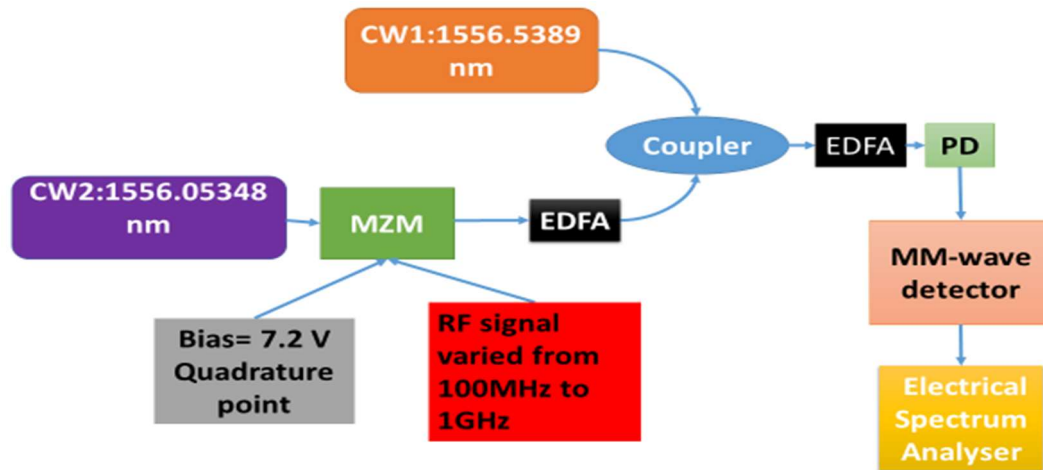 CW1:1556.5389
nm
Coupler
EDFA
PD
CW2:1556.05348
nm
MZM
EDFA
MM-wave
detector
Bias= 7.2 V
Quadrature
point
RF signal
varied from
100MHz to
1GHz
Electrical
Spectrum
Analyser